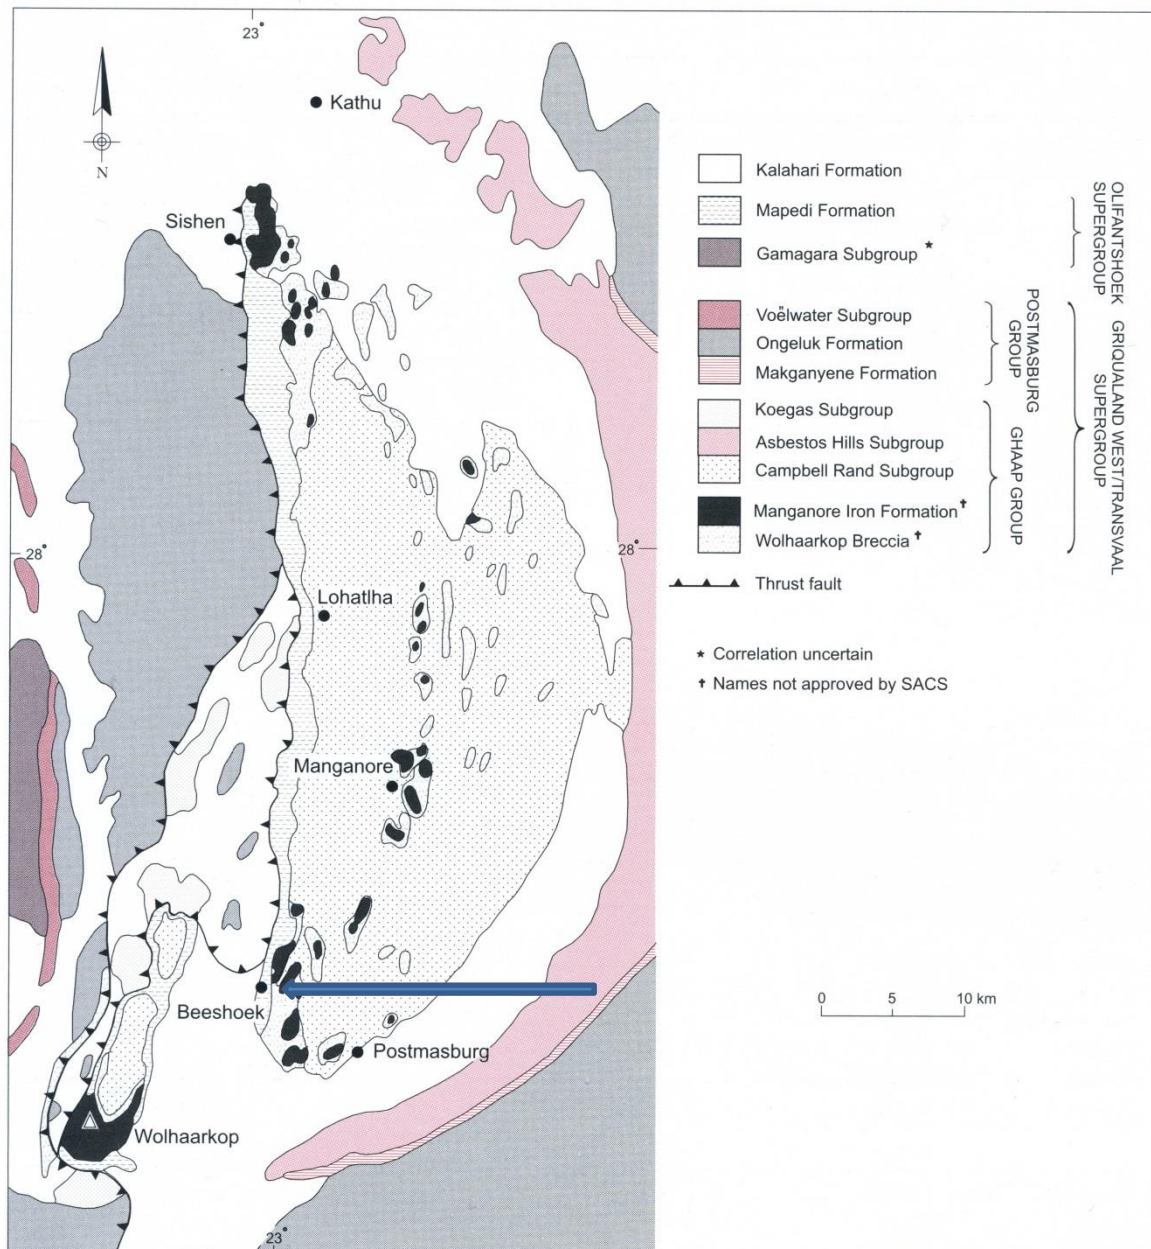 23°
Kathu
N
Sishen
28°
28°
Lohatlha
Manganore
Beeshoek
Postmasburg
Wolhaarkop
23°
Kalahari Formation
Mapedi Formation
Gamagara Subgroup *
Voëlwater Subgroup
Ongeluk Formation
Makganyene Formation
Koegas Subgroup
Asbestos Hills Subgroup
Campbell Rand Subgroup
Manganore Iron Formation †
Wolhaarkop Breccia †
Thrust fault
OLIFANTSHOEK
SUPERGROUP
POSTMASBURG
GROUP
GHAAP GROUP
GRIQUALAND WEST/TRANSVAAL
SUPERGROUP
* Correlation uncertain
† Names not approved by SACS
0 5 10 km